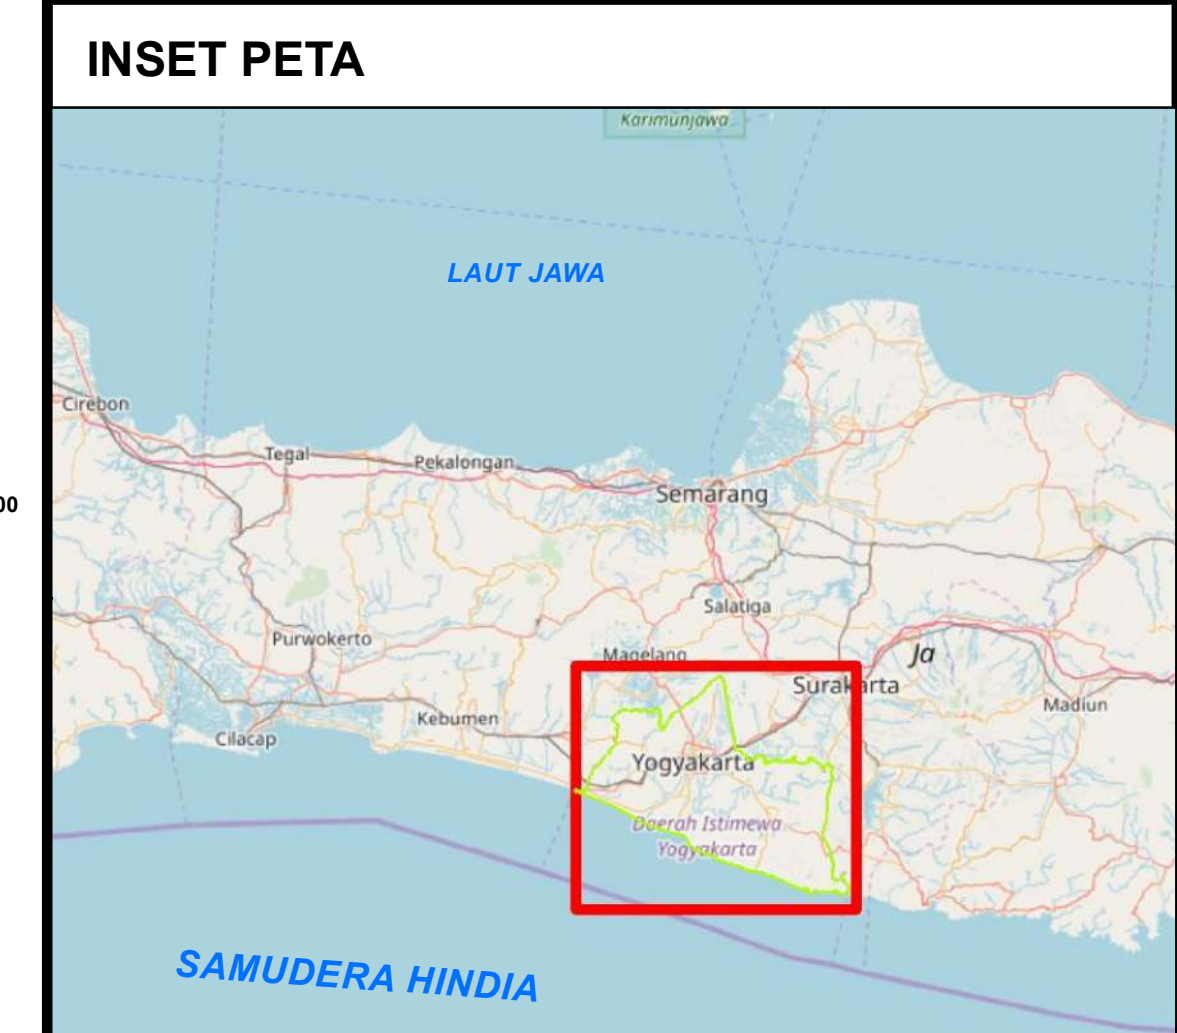 INSET PETA
Karimunjawa
LAUT JAWA
Cirebon
Tegal
Pekalongan
Semarang
00
Salatiga
Purwokerto
Magelang
Ja
Surakarta
Madiun
Kebumen
Cilacap
Yogyakarta
Daerah Istimewa
Yogyakarta
SAMUDERA HINDIA